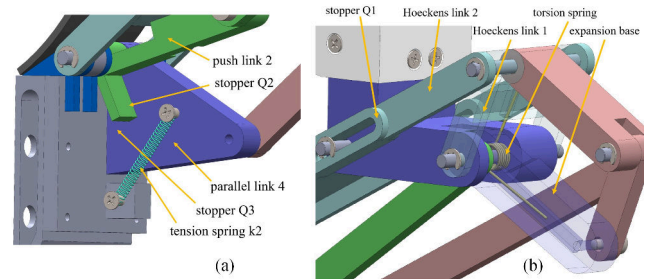 push link 2
stopper Q2
parallel link 4
stopper Q3
tension spring k2
(a)
stopper Q1
Hoeckens link 2
torsion spring
Hoeckens link 1
expansion base
(b)